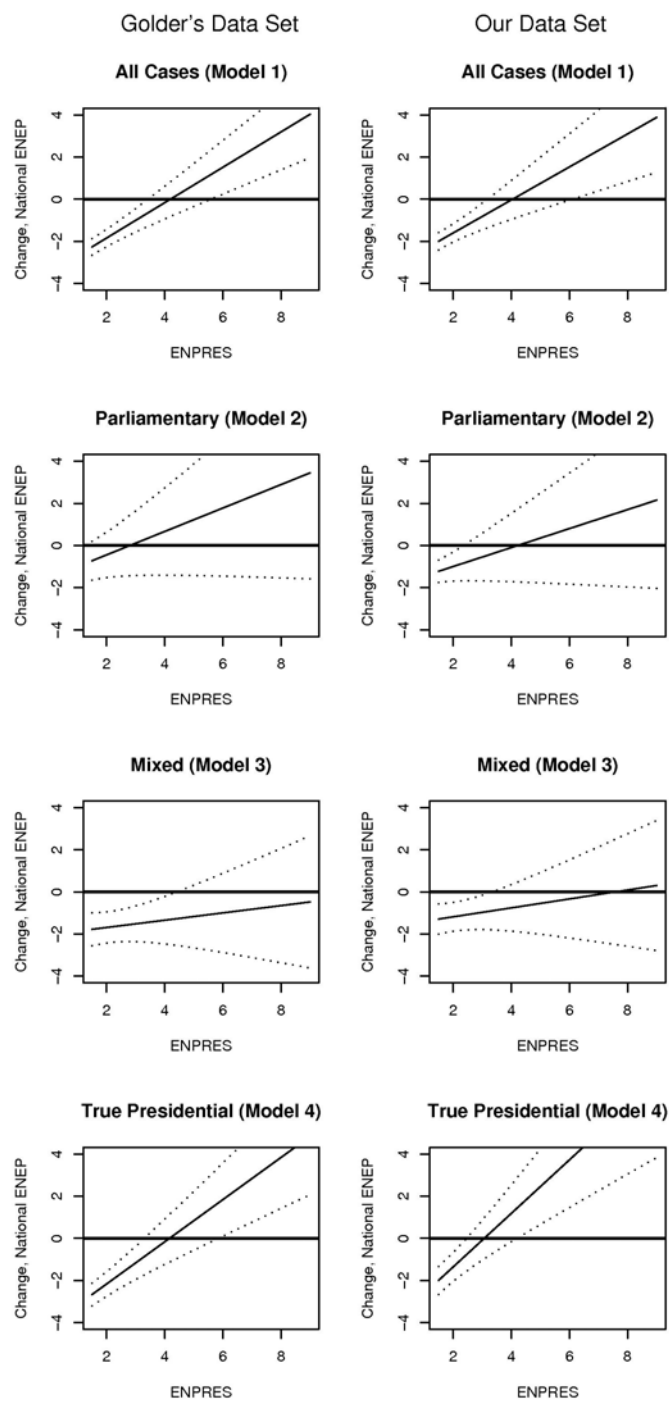 Golder's Data Set
Our Data Set
All Cases (Model 1)
All Cases (Model 1)
Change, National ENEP
4
2
0
−2
−4
2 4 6 8
ENPRES
Change, National ENEP
4
2
0
−2
−4
2 4 6 8
ENPRES
Parliamentary (Model 2)
Parliamentary (Model 2)
Change, National ENEP
4
2
0
−2
−4
2 4 6 8
ENPRES
Change, National ENEP
4
2
0
−2
−4
2 4 6 8
ENPRES
Mixed (Model 3)
Mixed (Model 3)
Change, National ENEP
4
2
0
−2
−4
2 4 6 8
ENPRES
Change, National ENEP
4
2
0
−2
−4
2 4 6 8
ENPRES
True Presidential (Model 4)
True Presidential (Model 4)
Change, National ENEP
4
2
0
−2
−4
2 4 6 8
ENPRES
Change, National ENEP
4
2
0
−2
−4
2 4 6 8
ENPRES